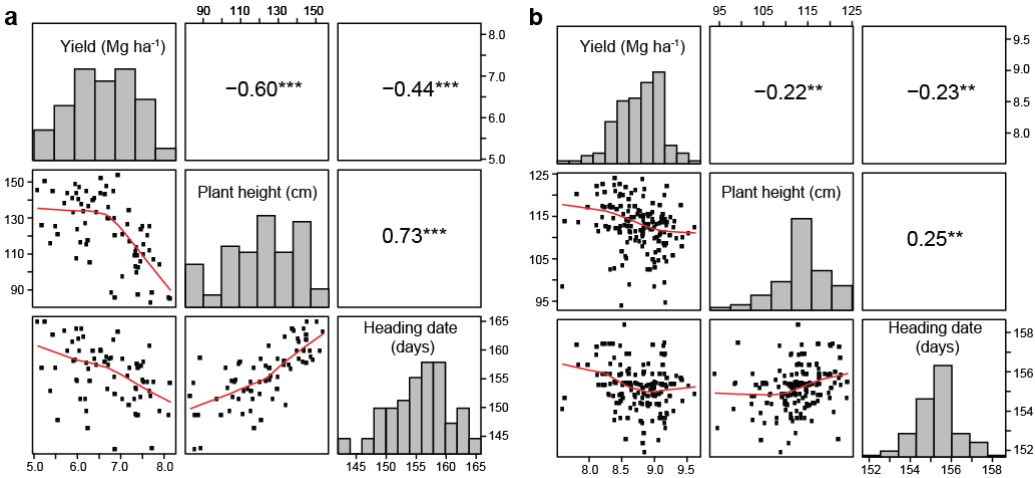 a
90 110 130 150
Yield (Mg ha⁻¹)
−0.60***
−0.44***
8.0
7.0
6.0
5.0
150
130
110
90
Plant height (cm)
0.73***
Heading date
(days)
165
160
155
150
145
5.0 6.0 7.0 8.0
145 150 155 160 165
b
95 105 115 125
Yield (Mg ha⁻¹)
−0.22**
−0.23**
9.5
9.0
8.5
8.0
125
115
105
95
Plant height (cm)
0.25**
Heading date
(days)
158
156
154
152
8.0 8.5 9.0 9.5
152 154 156 158